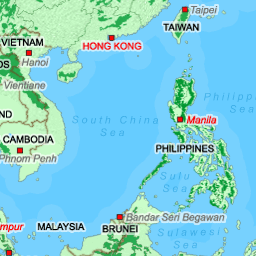 Taipei
TAIWAN
HONG KONG
VIETNAM
Hanoi
OS
Vientiane
Philippi
Sea
ND
South China
Sea
Manila
CAMBODIA
Phnom Penh
PHILIPPINES
Sulu
Sea
mpur
MALAYSIA
Bandar Seri Begawan
BRUNEI
Sulawesi
Sea